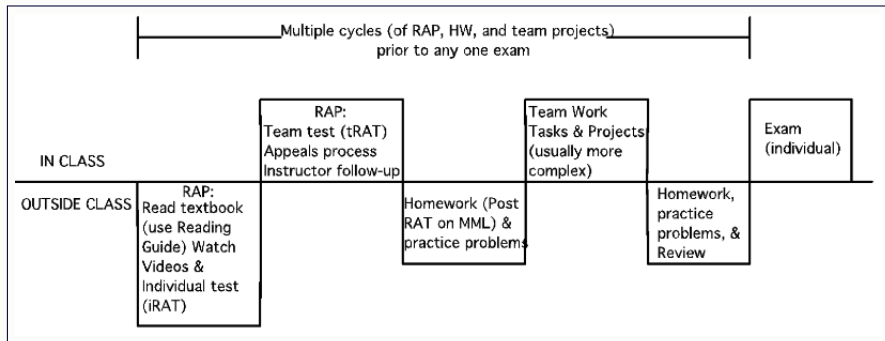 Multiple cycles (of RAP, HW, and team projects)
prior to any one exam
IN CLASS
OUTSIDE CLASS
RAP:
Read textbook
(use Reading
Guide) Watch
Videos &
Individual test
(iRAT)
RAP:
Team test (tRAT)
Appeals process
Instructor follow-up
Homework (Post
RAT on MML) &
practice problems
Team Work
Tasks & Projects
(usually more
complex)
Homework,
practice
problems, &
Review
Exam
(individual)